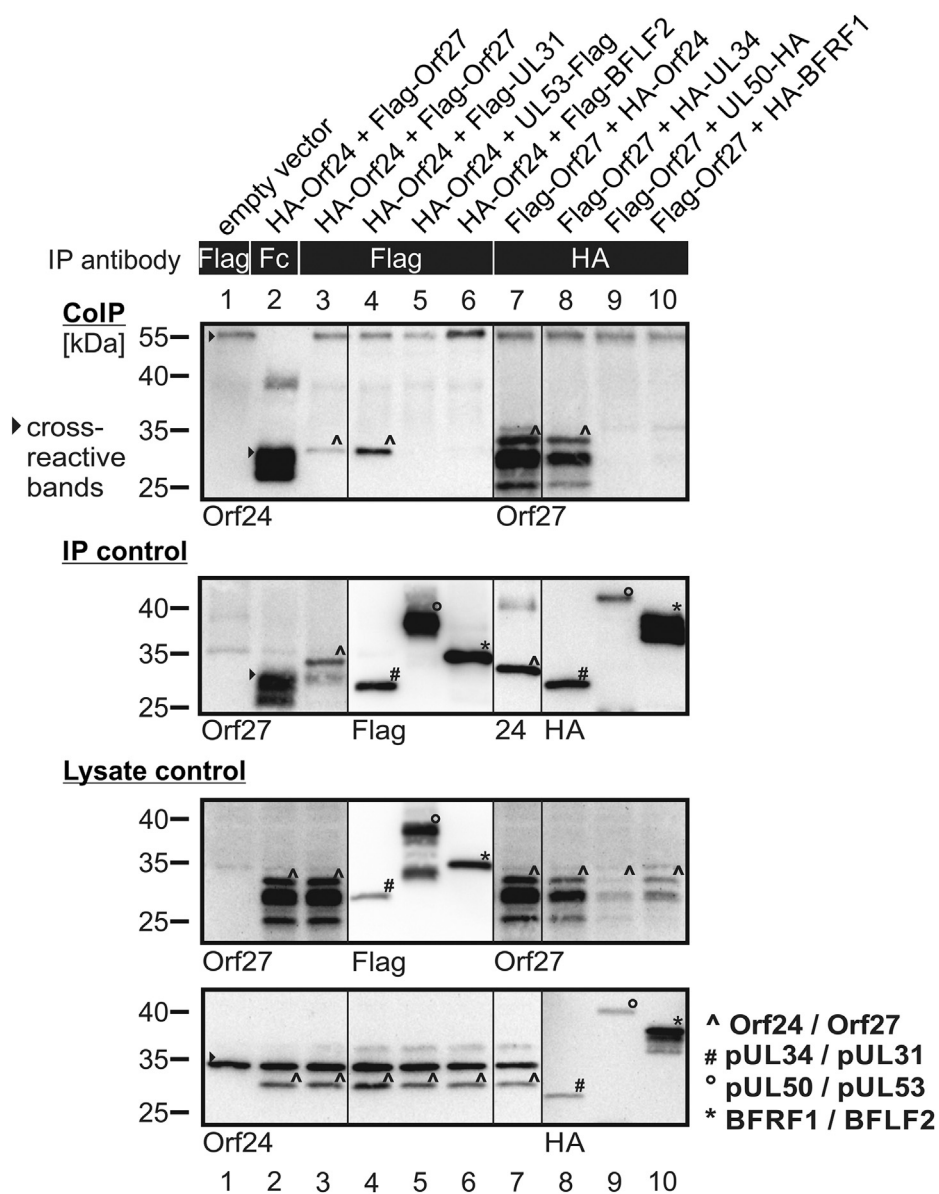 empty vector
HA-Orf24 + Flag-Orf27
HA-Orf24 + Flag-Orf27
HA-Orf24 + Flag-UL31
HA-Orf24 + UL53-Flag
HA-Orf24 + Flag-BFLF2
Flag-Orf27 + HA-Orf24
Flag-Orf27 + HA-UL34
Flag-Orf27 + UL50-HA
Flag-Orf27 + HA-BFRF1
IP antibody Flag Fc Flag HA
1 2 3 4 5 6 7 8 9 10
CoIP
[kDa]
55
40
35
25
cross-
reactive
bands
^ ^ ^ ^
Orf24 Orf27
IP control
40
35
25
^ # ° * ^ # ° *
Orf27 Flag 24 HA
Lysate control
40
35
25
^ ^ # ° * ^ ^ ^ ^
Orf27 Flag Orf27
40
35
25
^ ^ ^ ^ ^ ^ # ° *
Orf24 HA
^ Orf24 / Orf27
# pUL34 / pUL31
° pUL50 / pUL53
* BFRF1 / BFLF2
1 2 3 4 5 6 7 8 9 10